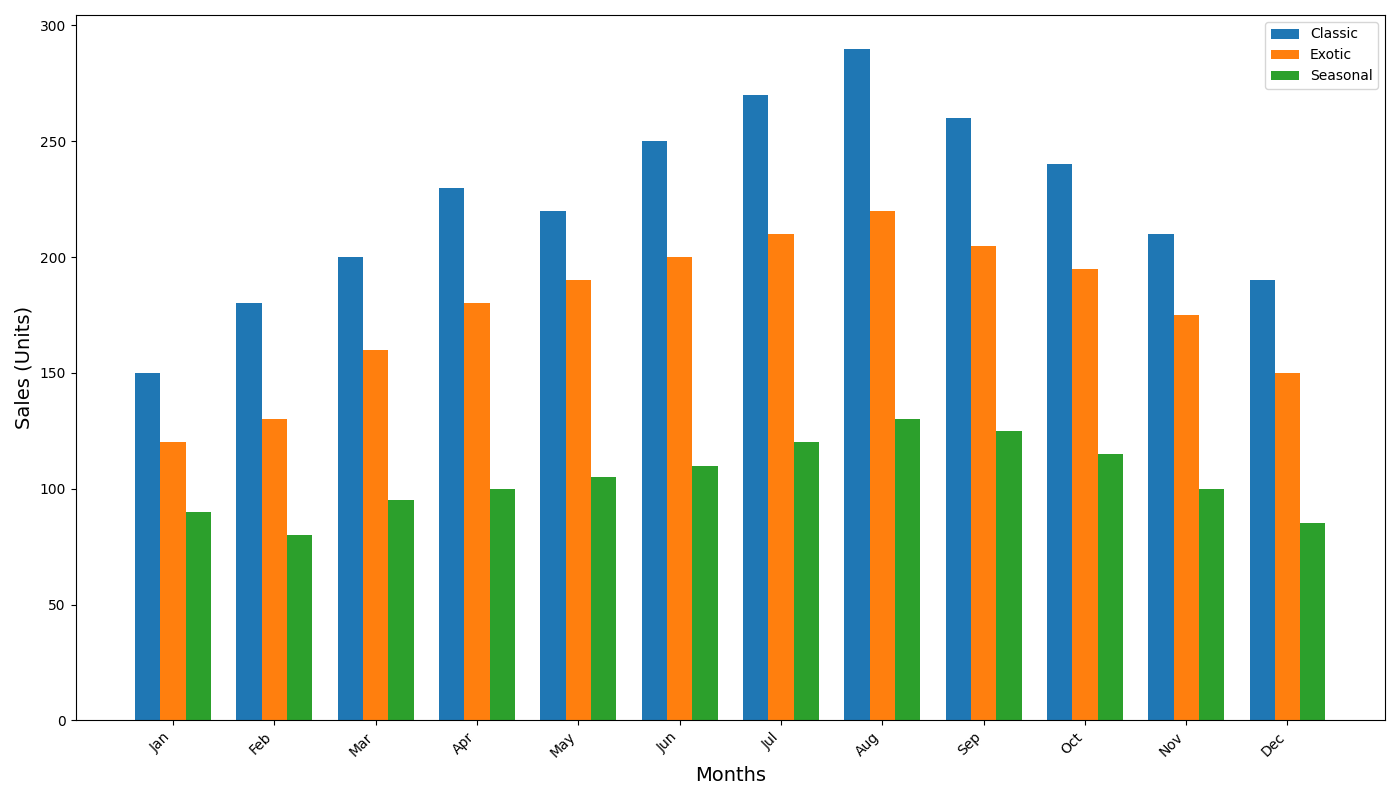 300
250
200
150
100
50
0
Sales (Units)
Classic
Exotic
Seasonal
Jan
Feb
Mar
Apr
May
Jun
Jul
Aug
Sep
Oct
Nov
Dec
Months